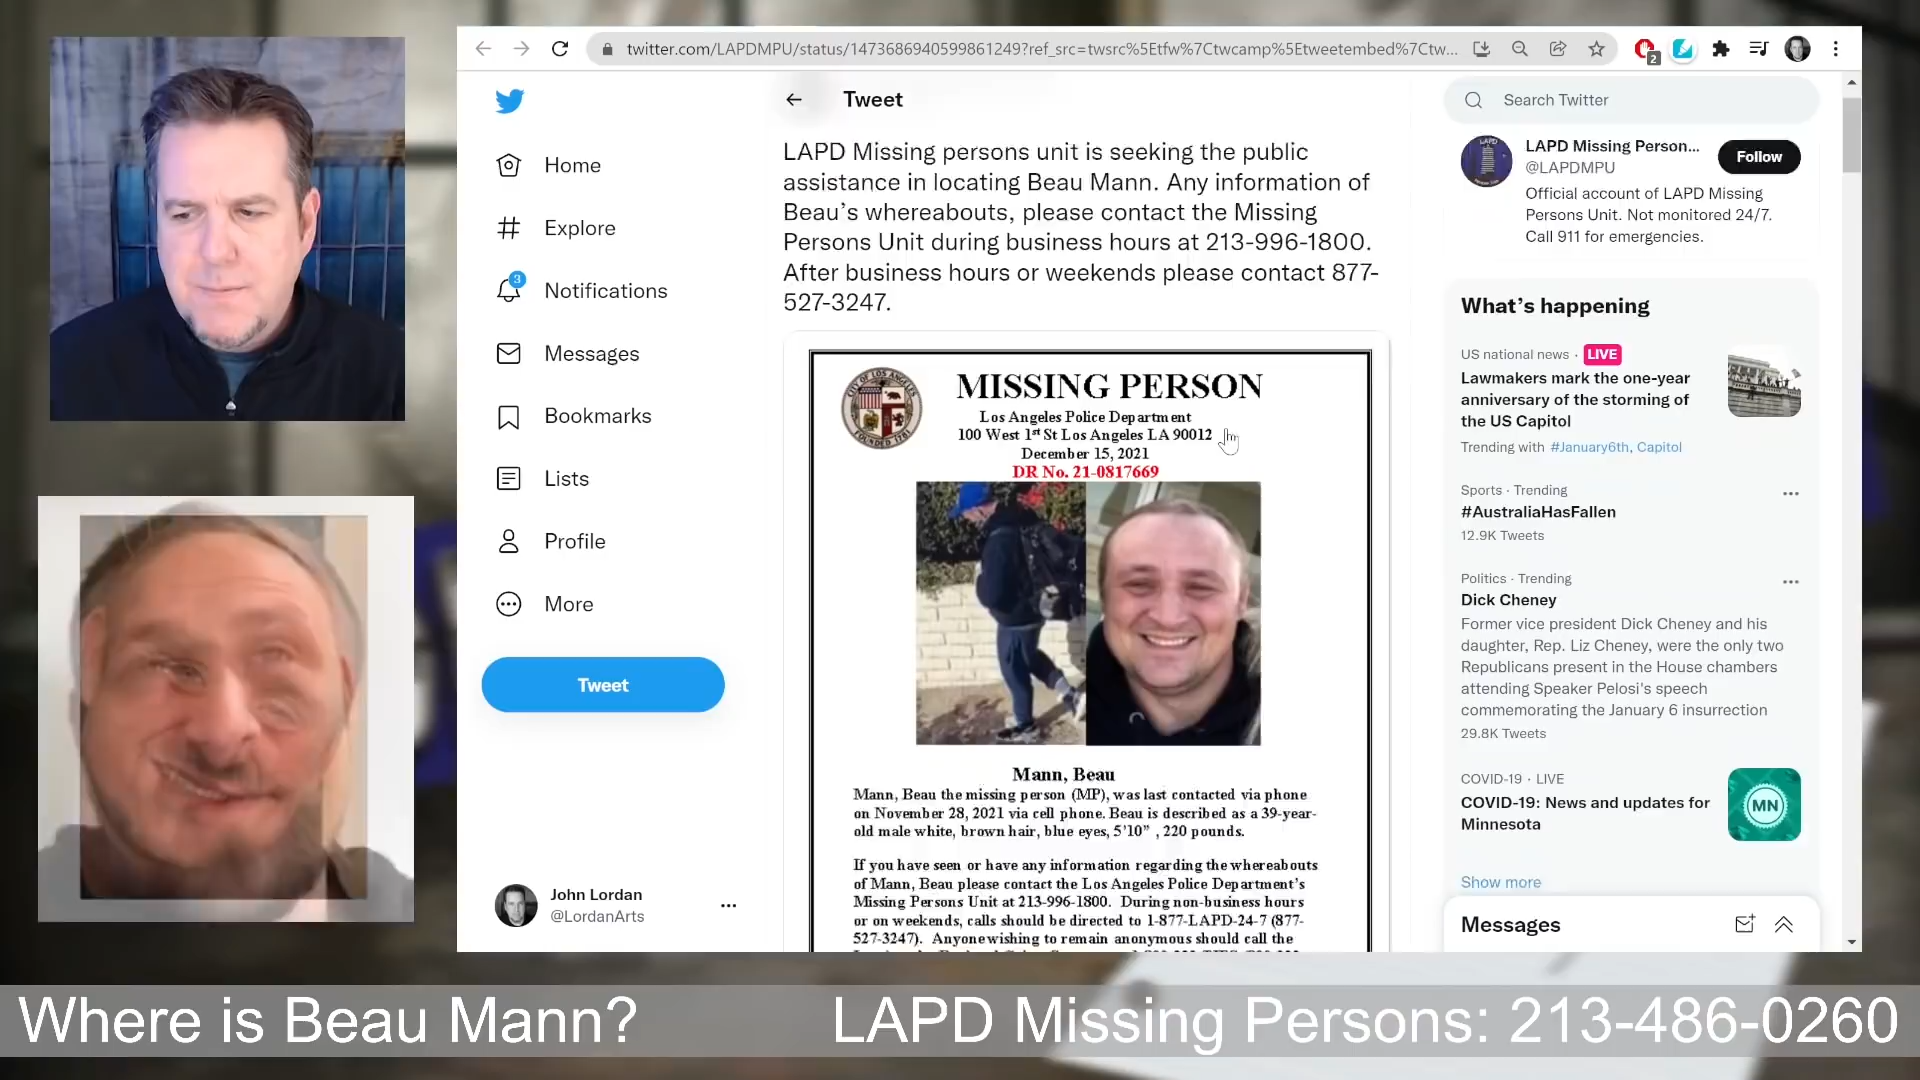 twitter.com/LAPDMPU/status/1473686940599861249?ref_src=twsrc%5Etfw%7Ctwcamp%5Etweetembed%7Ctw...
2
Home
Explore
3
Notifications
Messages
Bookmarks
Lists
Profile
More
Tweet
John Lordan
@LordanArts
Tweet
LAPD Missing persons unit is seeking the public
assistance in locating Beau Mann. Any information of
Beau’s whereabouts, please contact the Missing
Persons Unit during business hours at 213-996-1800.
After business hours or weekends please contact 877-
527-3247.
CITY OF LOS ANGELES
FOUNDED 1781
MISSING PERSON
Los Angeles Police Department
100 West 1st St Los Angeles LA 90012
December 15, 2021
DR No. 21-0817669
Mann, Beau
Mann, Beau the missing person (MP), was last contacted via phone
on November 28, 2021 via cell phone. Beau is described as a 39-year-
old male white, brown hair, blue eyes, 5’10” , 220 pounds.
If you have seen or have any information regarding the whereabouts
of Mann, Beau please contact the Los Angeles Police Department’s
Missing Persons Unit at 213-996-1800. During non-business hours
or on weekends, calls should be directed to 1-877-LAPD-24-7 (877-
527-3247). Anyone wishing to remain anonymous should call the
Search Twitter
LAPD Missing Person...
@LAPDMPU
Follow
Official account of LAPD Missing
Persons Unit. Not monitored 24/7.
Call 911 for emergencies.
What’s happening
US national news · LIVE
Lawmakers mark the one-year
anniversary of the storming of
the US Capitol
Trending with #January6th, Capitol
Sports · Trending
#AustraliaHasFallen
12.9K Tweets
Politics · Trending
Dick Cheney
Former vice president Dick Cheney and his
daughter, Rep. Liz Cheney, were the only two
Republicans present in the House chambers
attending Speaker Pelosi's speech
commemorating the January 6 insurrection
29.8K Tweets
COVID-19 · LIVE
COVID-19: News and updates for
Minnesota
MN
Show more
Messages
Where is Beau Mann?
LAPD Missing Persons: 213-486-0260